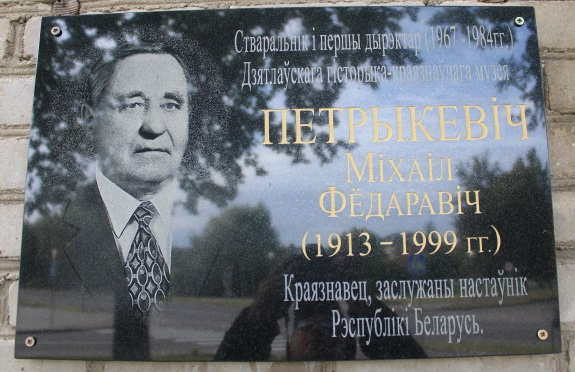 Стваральнік і першы дырэктар (1967 -1984гг.)
Дзятлаўскага гісторыка-краязнаўчага музея
ПЕТРЫКЕВІЧ
МІХАІЛ
ФЁДАРАВІЧ
(1913 – 1999 гг.)
Краязнавец, заслужаны настаўнік
Рэспублікі Беларусь.